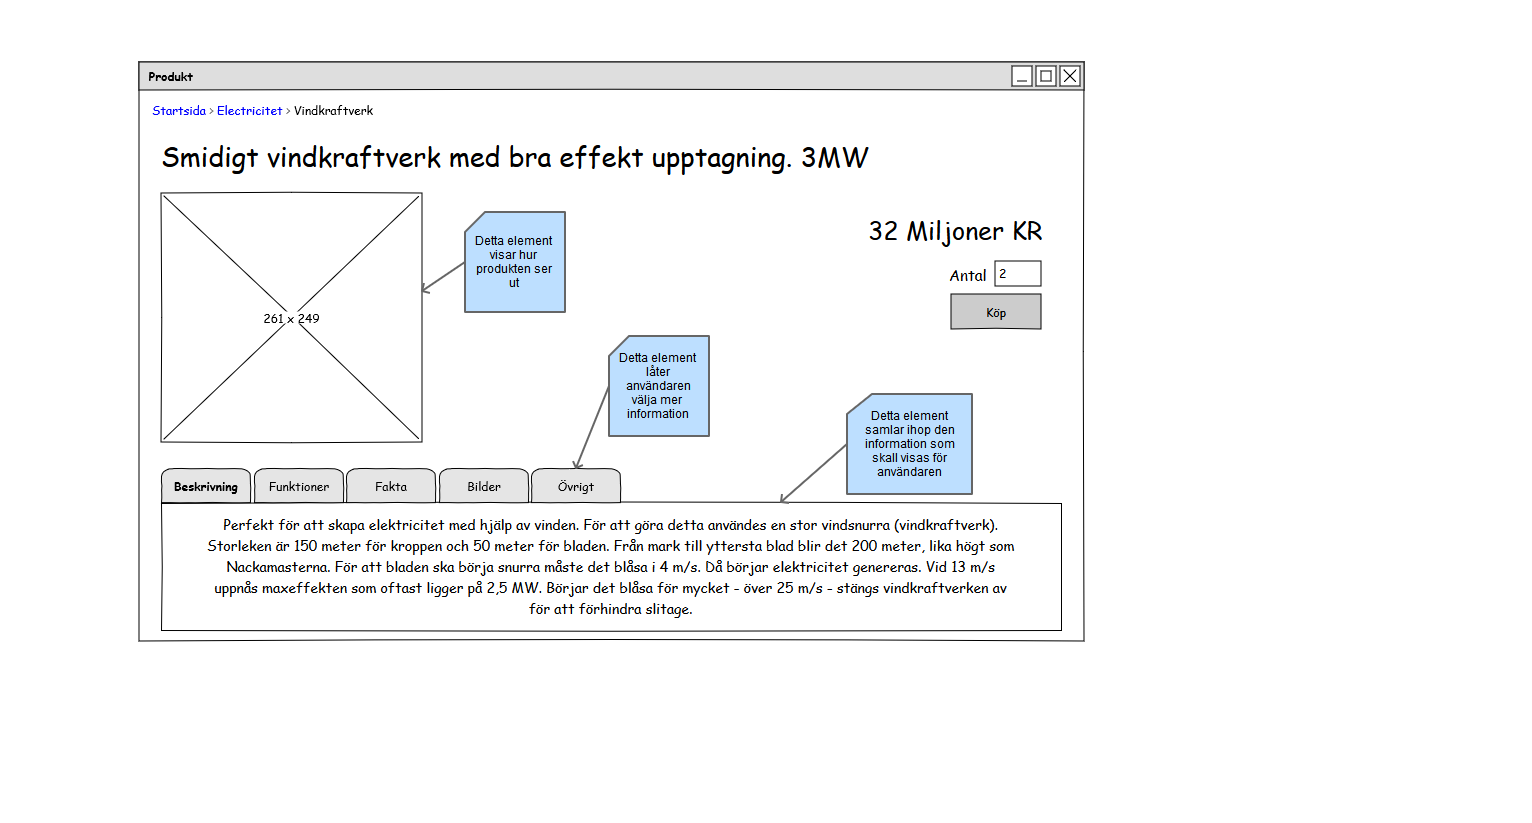 Produkt
Startsida › Electricitet › Vindkraftverk
Smidigt vindkraftverk med bra effekt upptagning. 3MW
261 x 249
Detta element
visar hur
produkten ser
ut
32 Miljoner KR
Antal 2
Köp
Detta element
låter
användaren
välja mer
information
Detta element
samlar ihop den
information som
skall visas för
användaren
Beskrivning Funktioner Fakta Bilder Övrigt
Perfekt för att skapa elektricitet med hjälp av vinden. För att göra detta användes en stor vindsnurra (vindkraftverk).
Storleken är 150 meter för kroppen och 50 meter för bladen. Från mark till yttersta blad blir det 200 meter, lika högt som
Nackamasterna. För att bladen ska börja snurra måste det blåsa i 4 m/s. Då börjar elektricitet genereras. Vid 13 m/s
uppnås maxeffekten som oftast ligger på 2,5 MW. Börjar det blåsa för mycket - över 25 m/s - stängs vindkraftverken av
för att förhindra slitage.